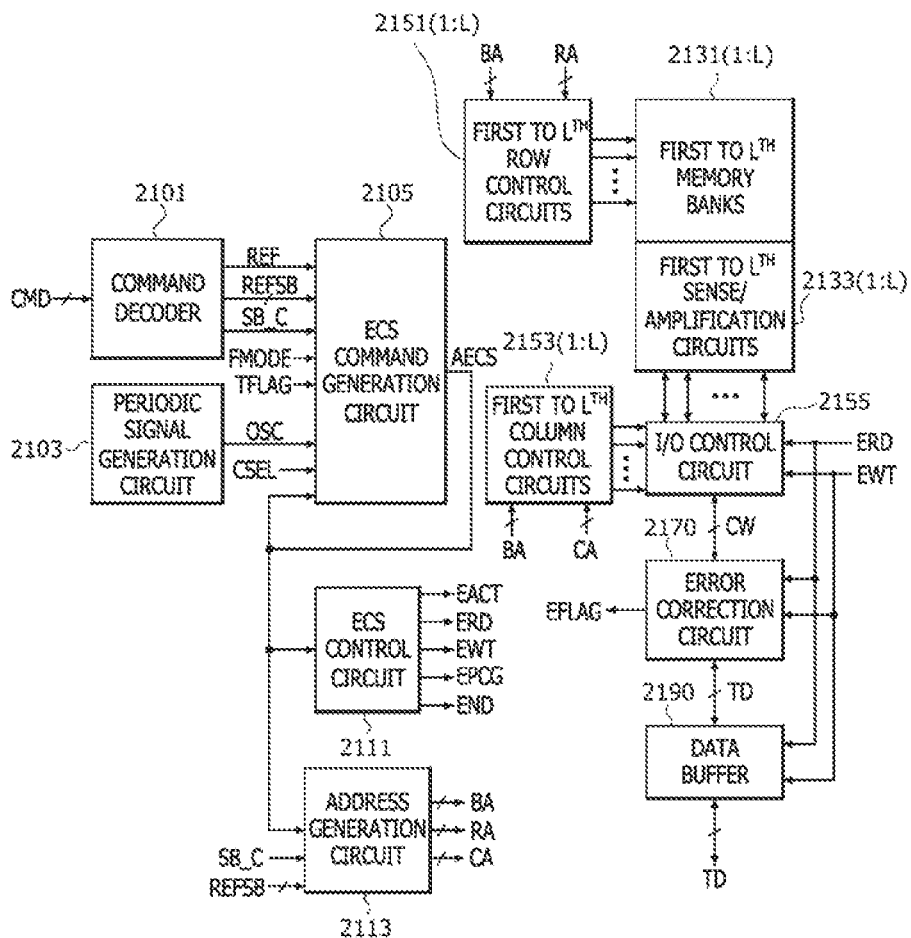 2151(1:L)
BA
RA
2131(1:L)
FIRST TO Lᵀᴴ
ROW
CONTROL
CIRCUITS
FIRST TO Lᵀᴴ
MEMORY
BANKS
FIRST TO Lᵀᴴ
SENSE/
AMPLIFICATION
CIRCUITS
2133(1:L)
2101
2105
CMD
COMMAND
DECODER
REF
REFSB
SB_C
FMODE
TFLAG
ECS
COMMAND
GENERATION
CIRCUIT
AECS
2103
PERIODIC
SIGNAL
GENERATION
CIRCUIT
OSC
CSEL
2153(1:L)
FIRST TO Lᵀᴴ
COLUMN
CONTROL
CIRCUITS
BA
CA
2155
I/O CONTROL
CIRCUIT
ERD
EWT
CW
2170
ERROR
CORRECTION
CIRCUIT
EFLAG
TD
2190
DATA
BUFFER
TD
ECS
CONTROL
CIRCUIT
EACT
ERD
EWT
EPCG
END
2111
ADDRESS
GENERATION
CIRCUIT
SB_C
REFSB
BA
RA
CA
2113